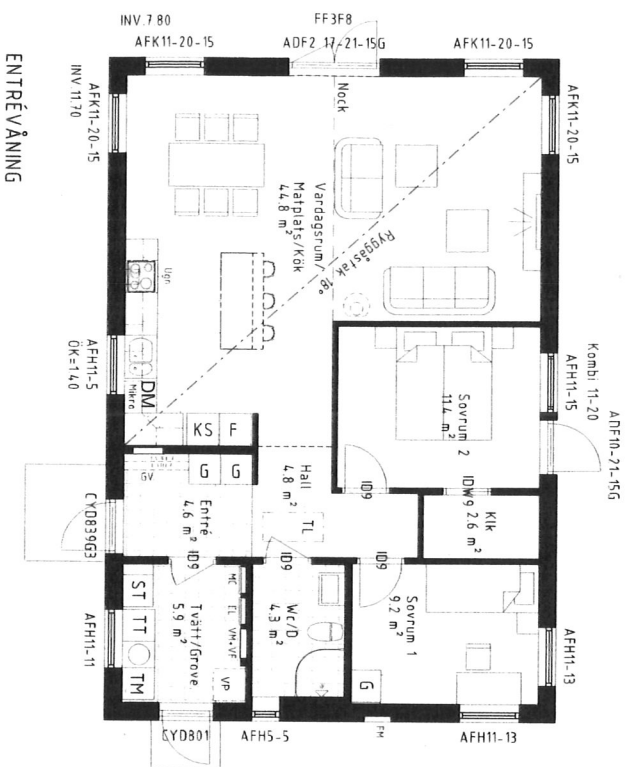 INV.7.80
AFK11-20-15
FF3F8
ADF2 17-21-15G
AFK11-20-15
AFK11-20-15
INV.11.70
ENTRÉVÅNING
AFK11-20-15
Nock
Vardagsrum/
Matplats/Kök
44.8 m²
Ryggåstak 18°
Ugn
DM
Mikro
KS
F
AFH11-5
ÖK=140
Kombi 11-20
AFH11-15
ADF10-21-15G
Sovrum 2
11.4 m²
ID9
IDW9
Klk
2.6 m²
Hall
4.8 m²
TL
GV
G
G
Entré
4.6 m²
CYD839G3
ID9
ID9
ID9
Sovrum 1
9.2 m²
G
AFH11-13
Wc/D
4.3 m²
MC
EL
VM+VF
VP
Tvätt/Grove.
5.9 m²
ST
TT
TM
AFH11-11
CYD801
AFH5-5
FM
AFH11-13